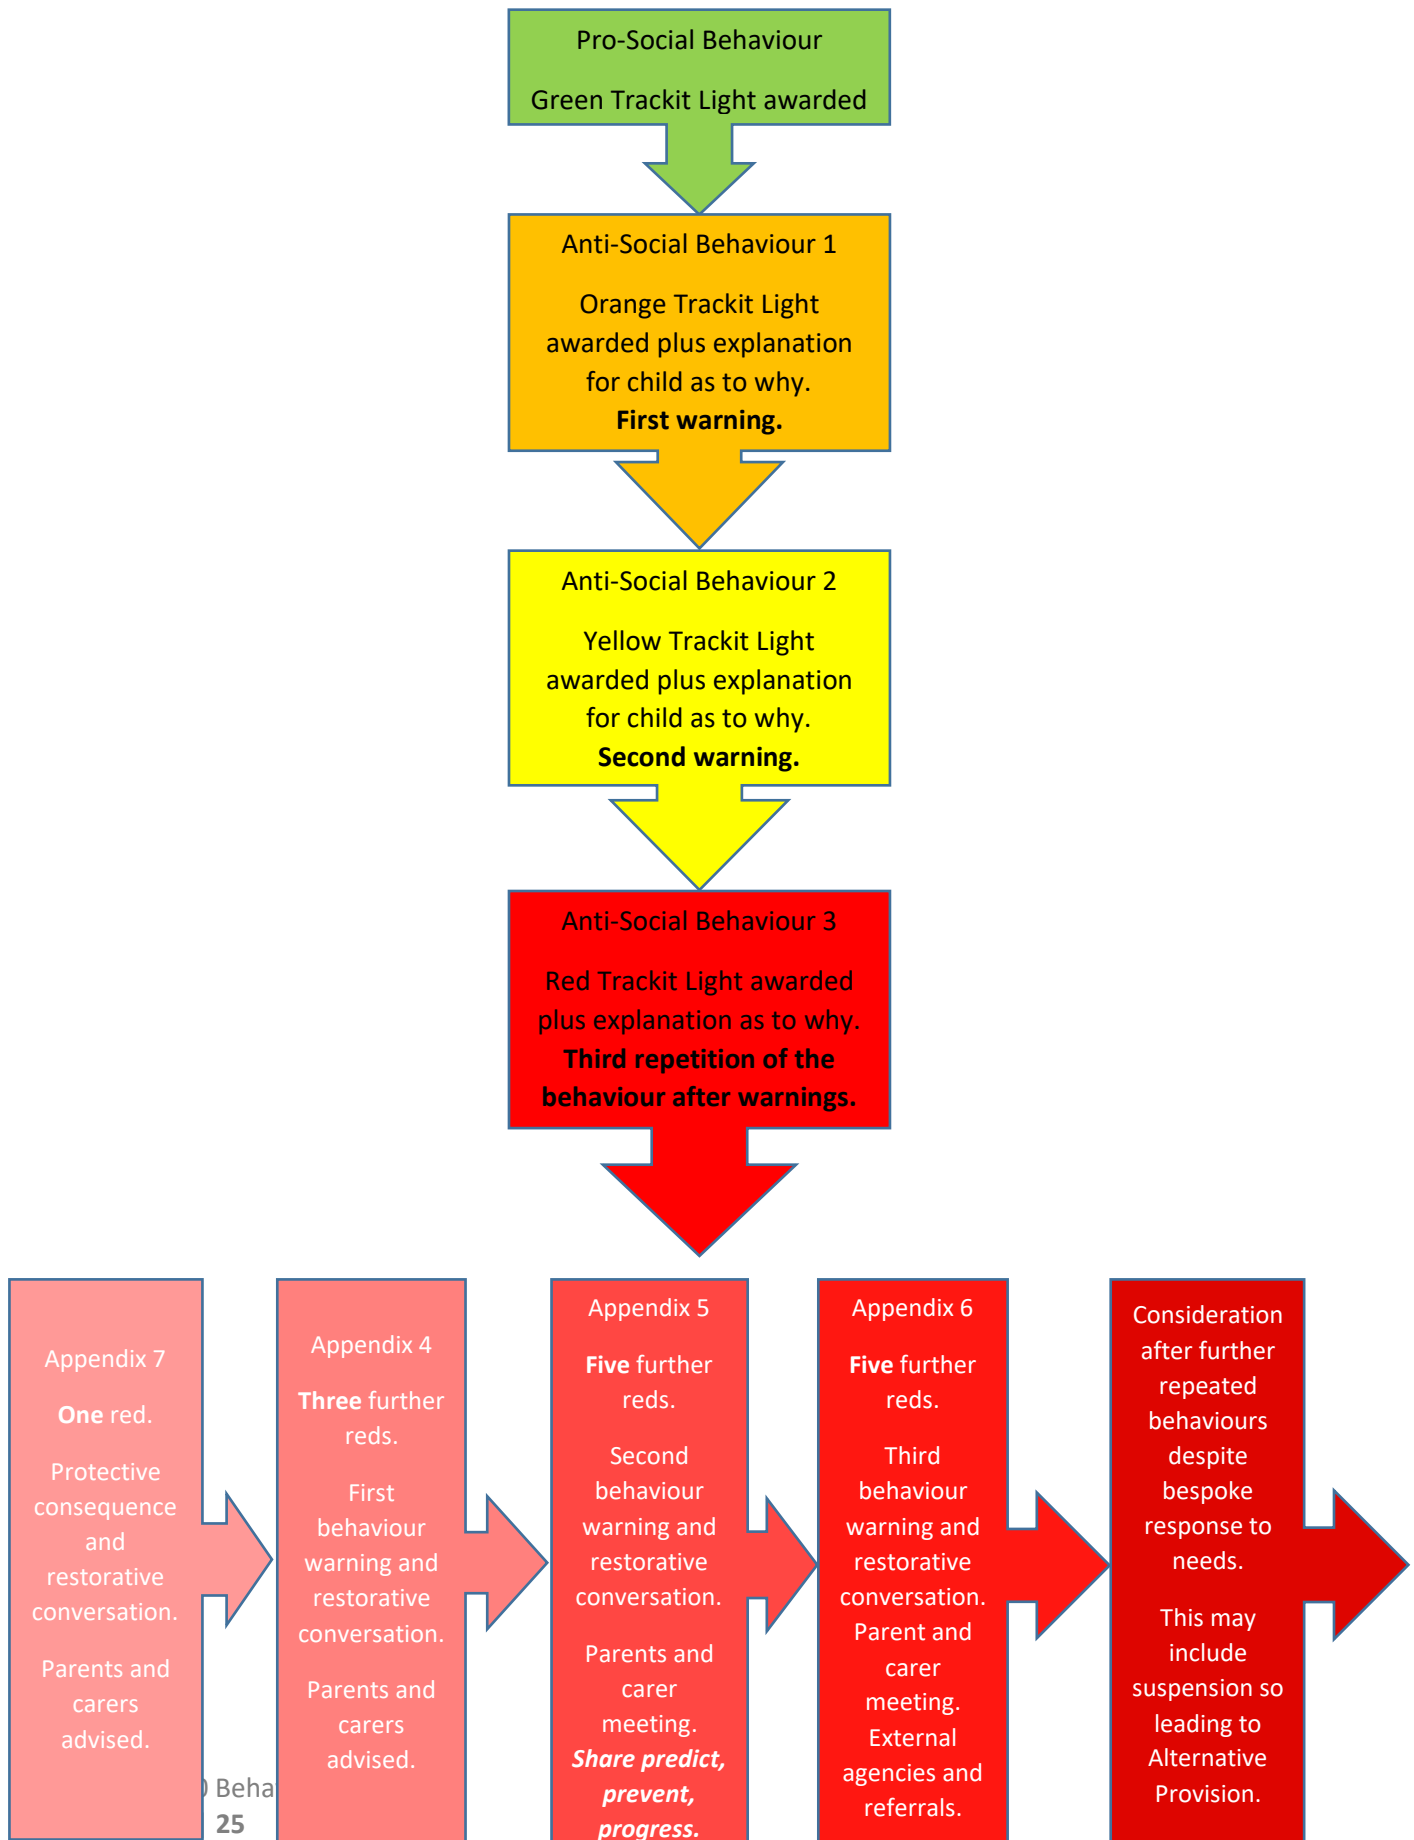 Pro-Social Behaviour
Green Trackit Light awarded
Anti-Social Behaviour 1
Orange Trackit Light
awarded plus explanation
for child as to why.
First warning.
Anti-Social Behaviour 2
Yellow Trackit Light
awarded plus explanation
for child as to why.
Second warning.
Anti-Social Behaviour 3
Red Trackit Light awarded
plus explanation as to why.
Third repetition of the
behaviour after warnings.
Appendix 7
One red.
Protective
consequence
and
restorative
conversation.
Parents and
carers
advised.
Appendix 4
Three further
reds.
First
behaviour
warning and
restorative
conversation.
Parents and
carers
advised.
Appendix 5
Five further
reds.
Second
behaviour
warning and
restorative
conversation.
Parents and
carer
meeting.
Share predict,
prevent,
progress.
Appendix 6
Five further
reds.
Third
behaviour
warning and
restorative
conversation.
Parent and
carer
meeting.
External
agencies and
referrals.
Consideration
after further
repeated
behaviours
despite
bespoke
response to
needs.
This may
include
suspension so
leading to
Alternative
Provision.
25